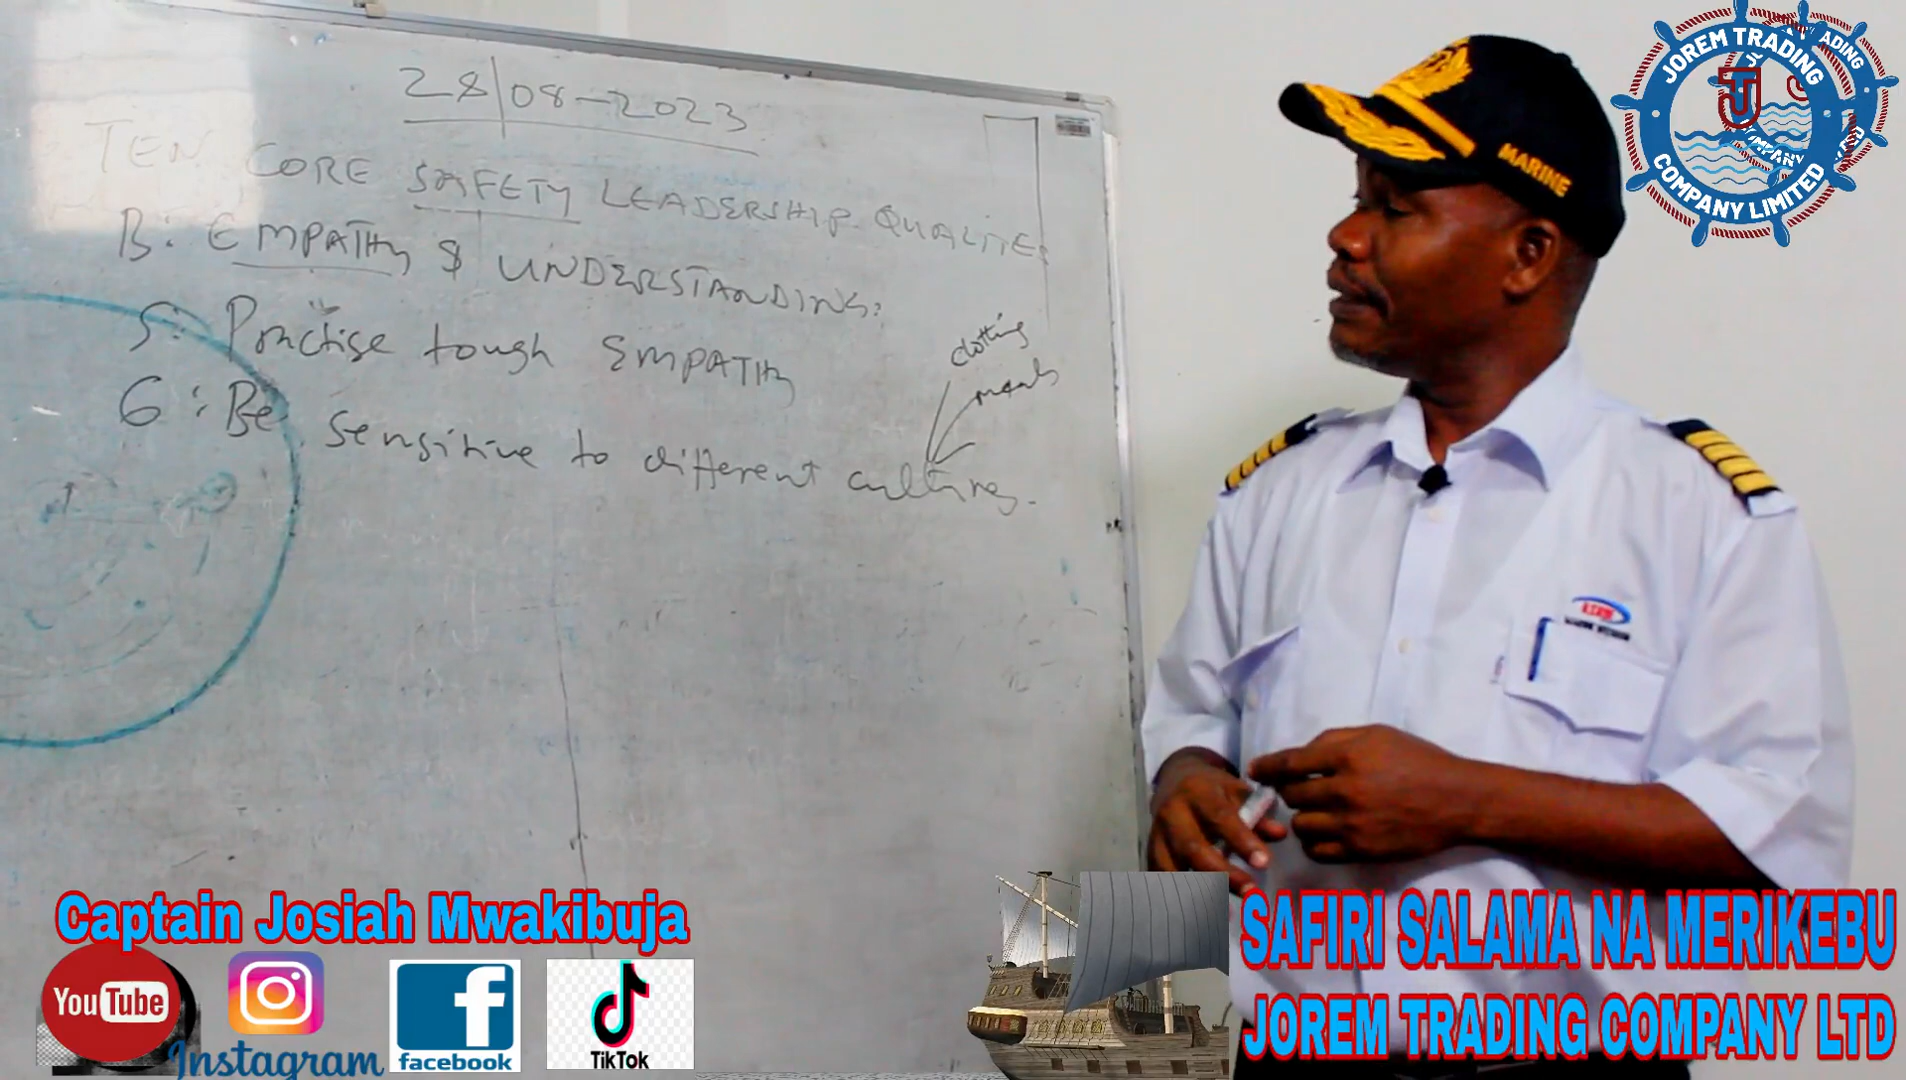 28/08-2023
TEN CORE SAFETY LEADERSHIP QUALITIES
B: EMPATHY & UNDERSTANDING:
5: Practise tough EMPATHY
clothing
meals
6: Be sensitive to different cultures.
MARINE
JOREM TRADING
COMPANY LIMITED
Captain Josiah Mwakibuja
YouTube
Instagram
facebook
TikTok
SAFIRI SALAMA NA MERIKEBU
JOREM TRADING COMPANY LTD